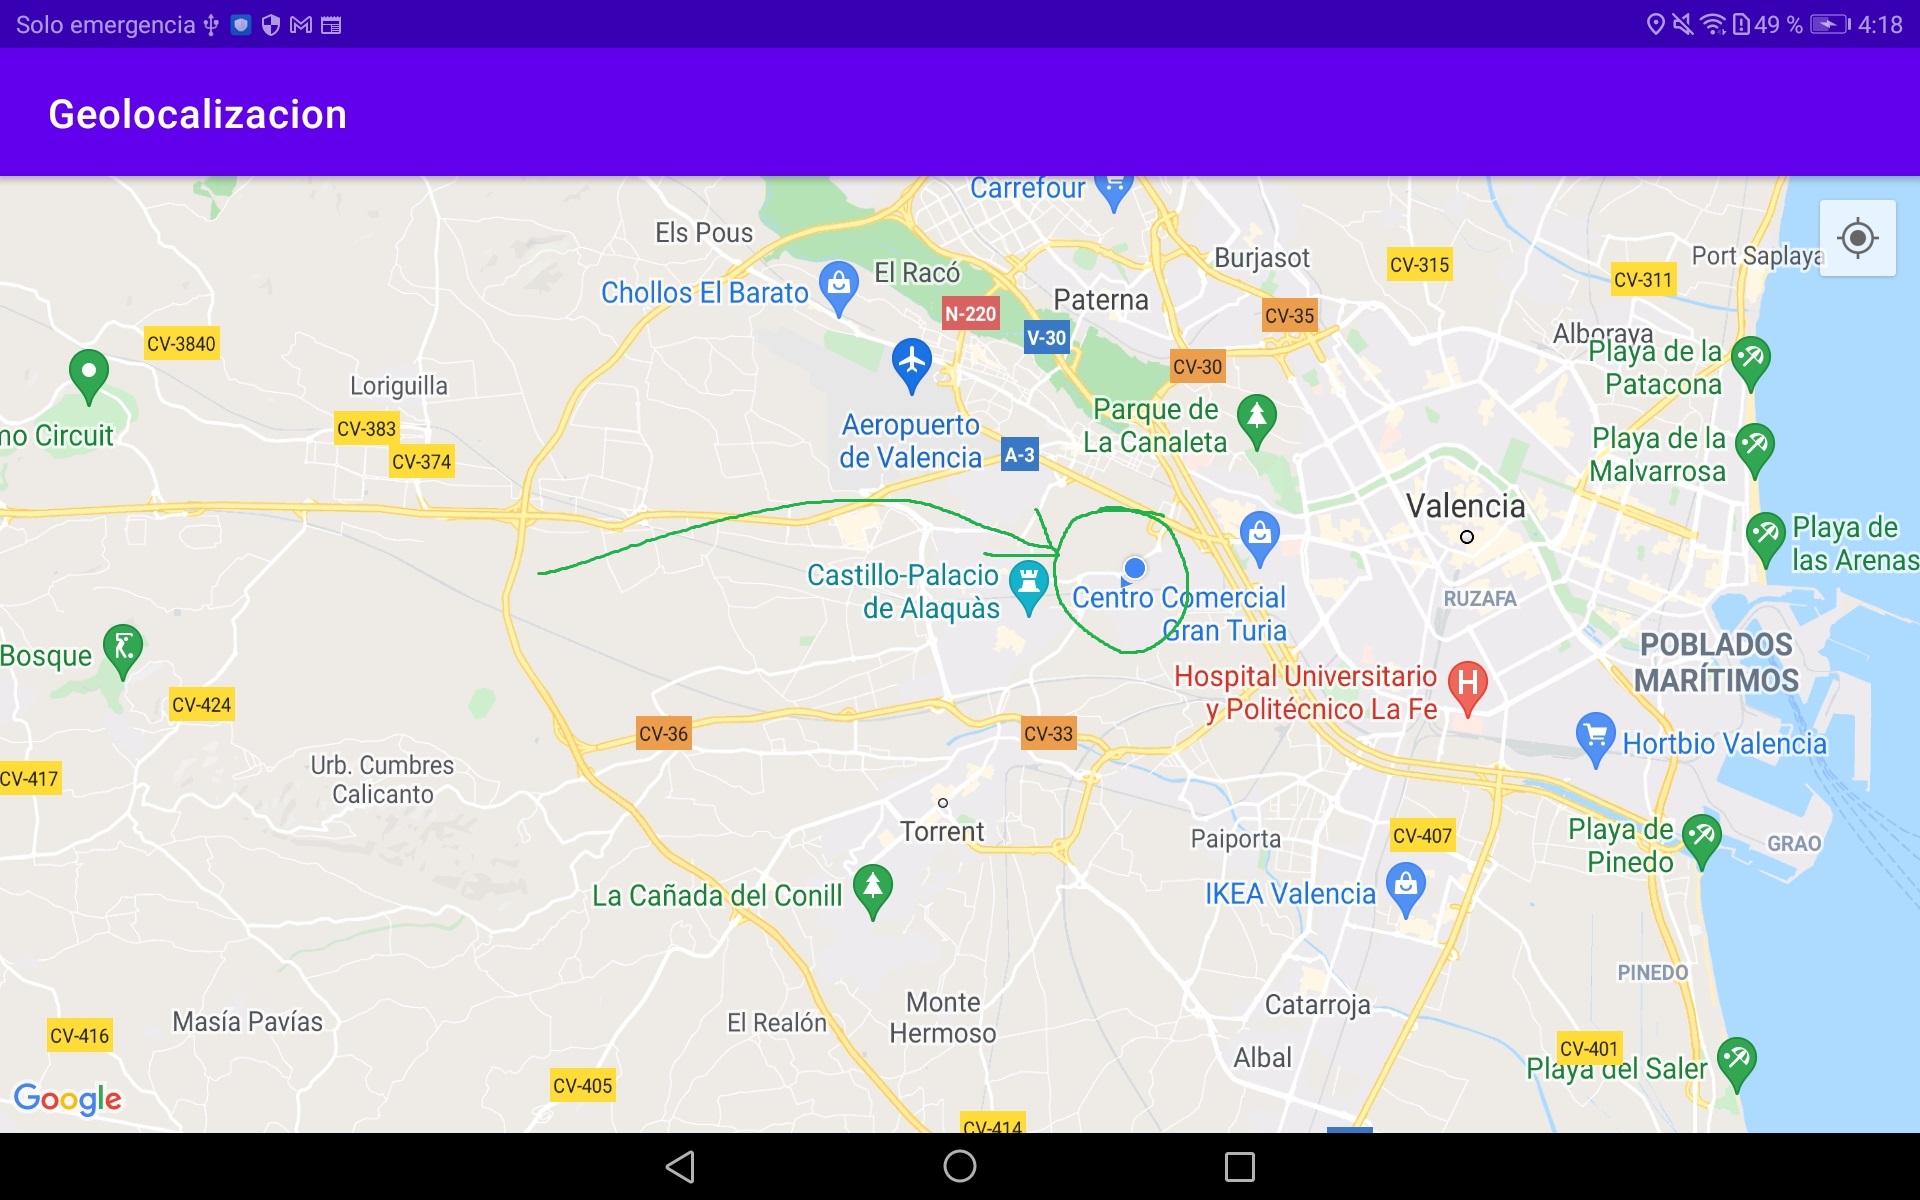 Solo emergencia
49 %
4:18
Geolocalizacion
Carrefour
Els Pous
Burjasot
CV-315
Port Saplaya
El Racó
CV-311
Chollos El Barato
Paterna
N-220
CV-35
V-30
Alboraya
CV-3840
Playa de la
Patacona
CV-30
Loriguilla
Parque de
La Canaleta
CV-383
Aeropuerto
de Valencia
mo Circuit
Playa de la
Malvarrosa
A-3
CV-374
Valencia
Playa de
las Arenas
Castillo-Palacio
de Alaquàs
Centro Comercial
Gran Turia
RUZAFA
POBLADOS
MARÍTIMOS
Bosque
Hospital Universitario
y Politécnico La Fe
H
CV-424
CV-36
CV-33
Hortbio Valencia
Urb. Cumbres
Calicanto
CV-417
Torrent
Paiporta
CV-407
Playa de
Pinedo
GRAO
La Cañada del Conill
IKEA Valencia
PINEDO
Monte
Hermoso
Catarroja
Masía Pavías
El Realón
CV-416
CV-401
Albal
Playa del Saler
CV-405
Google
CV-414